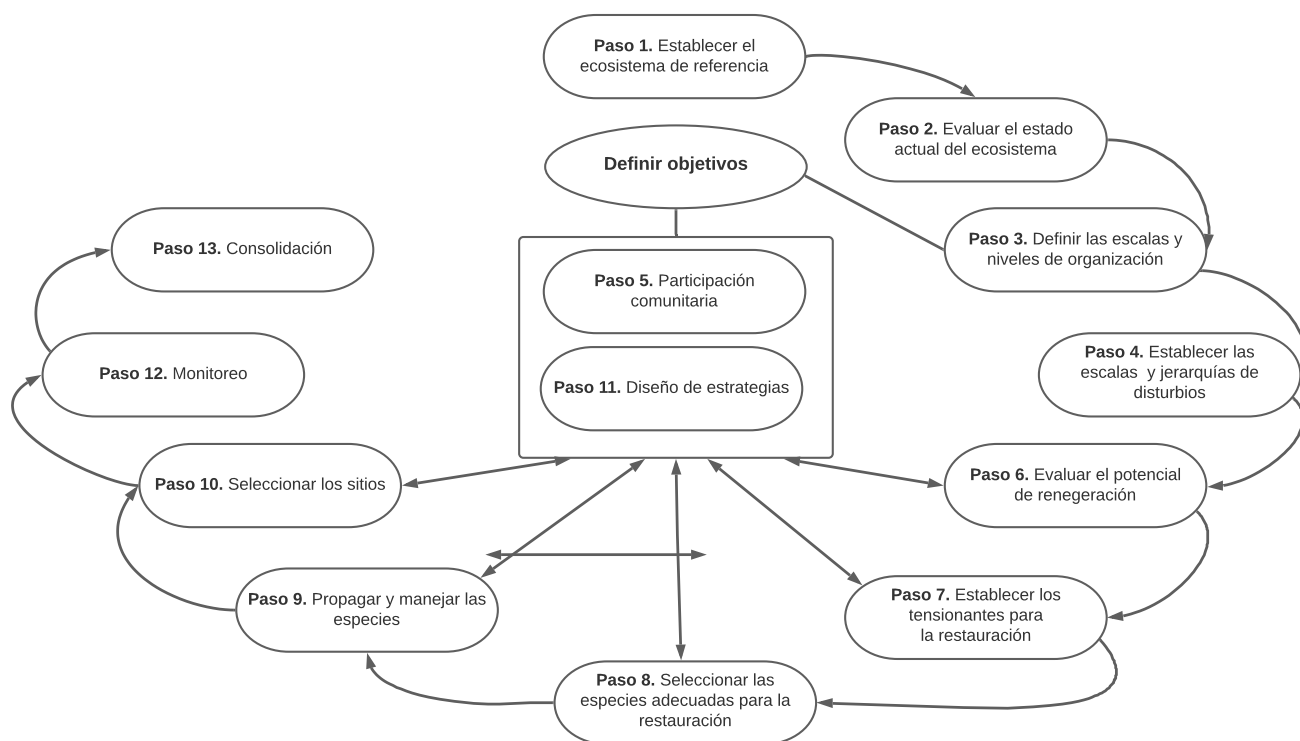 Paso 1. Establecer el
ecosistema de referencia
Paso 2. Evaluar el estado
actual del ecosistema
Definir objetivos
Paso 3. Definir las escalas y
niveles de organización
Paso 13. Consolidación
Paso 5. Participación
comunitaria
Paso 4. Establecer las
escalas y jerarquías de
disturbios
Paso 12. Monitoreo
Paso 11. Diseño de estrategias
Paso 10. Seleccionar los sitios
Paso 6. Evaluar el potencial
de renegeración
Paso 9. Propagar y manejar las
especies
Paso 7. Establecer los
tensionantes para
la restauración
Paso 8. Seleccionar las
especies adecuadas para la
restauración